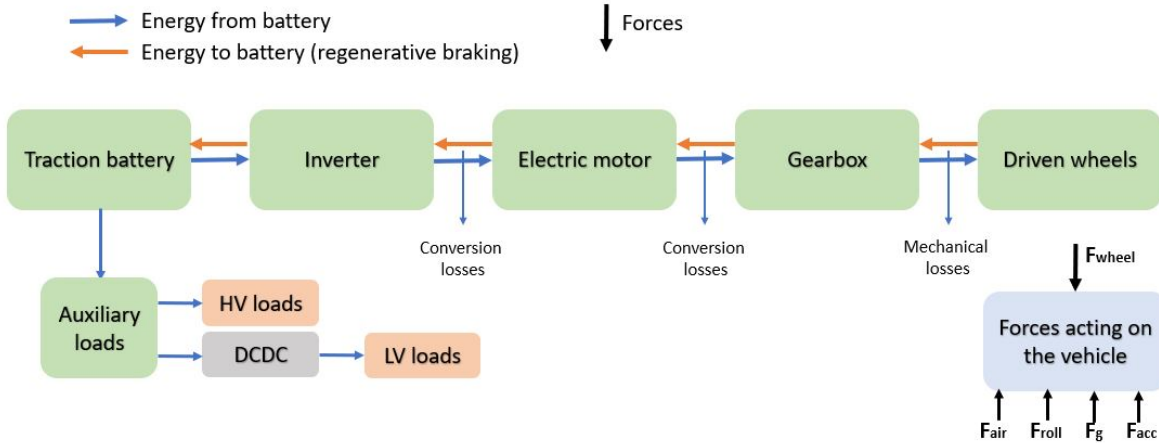 Energy from battery
Forces
Energy to battery (regenerative braking)
Traction battery
Inverter
Electric motor
Gearbox
Driven wheels
Conversion
losses
Conversion
losses
Mechanical
losses
Fwheel
Auxiliary
loads
HV loads
DCDC
LV loads
Forces acting on
the vehicle
Fair
Froll
Fg
Facc